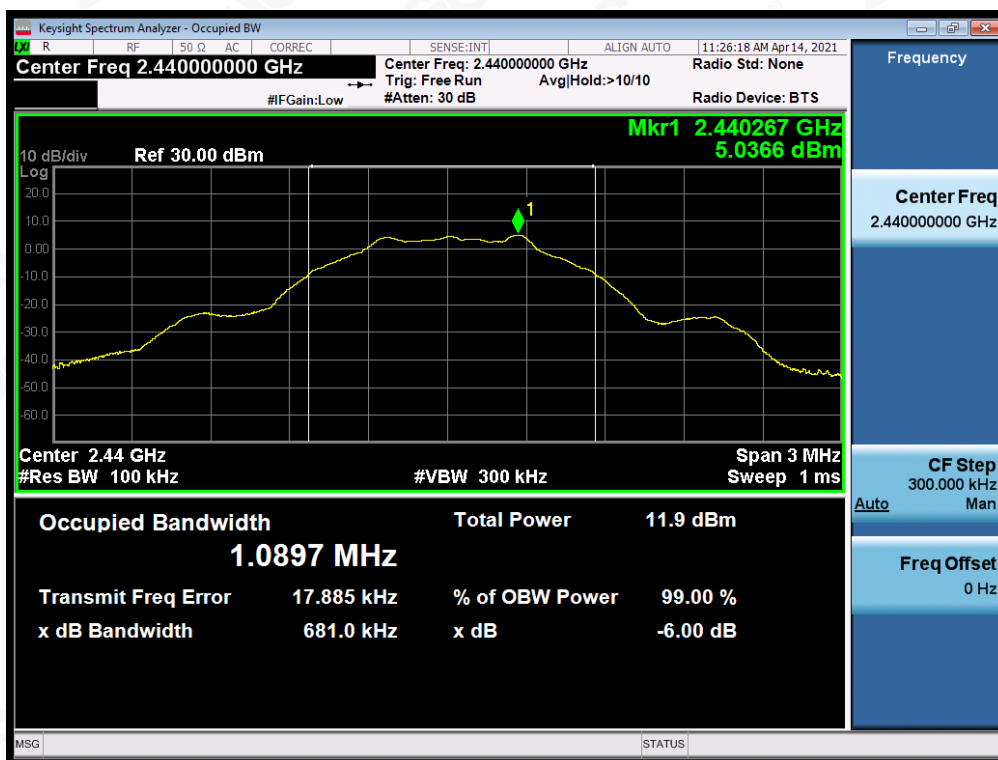 Keysight Spectrum Analyzer - Occupied BW
LXI R RF 50 Ω AC CORREC SENSE:INT ALIGN AUTO 11:26:18 AM Apr 14, 2021
Center Freq 2.440000000 GHz
Center Freq: 2.440000000 GHz
Radio Std: None
Trig: Free Run Avg|Hold:>10/10
#IFGain:Low
#Atten: 30 dB
Radio Device: BTS
Mkr1 2.440267 GHz
5.0366 dBm
10 dB/div Ref 30.00 dBm
Log
20.0
10.0
1
0.00
-10.0
-20.0
-30.0
-40.0
-50.0
-60.0
Center 2.44 GHz Span 3 MHz
#Res BW 100 kHz #VBW 300 kHz Sweep 1 ms
Occupied Bandwidth Total Power 11.9 dBm
1.0897 MHz
Transmit Freq Error 17.885 kHz % of OBW Power 99.00 %
x dB Bandwidth 681.0 kHz x dB -6.00 dB
MSG STATUS
Frequency
Center Freq
2.440000000 GHz
CF Step
300.000 kHz
Auto Man
Freq Offset
0 Hz